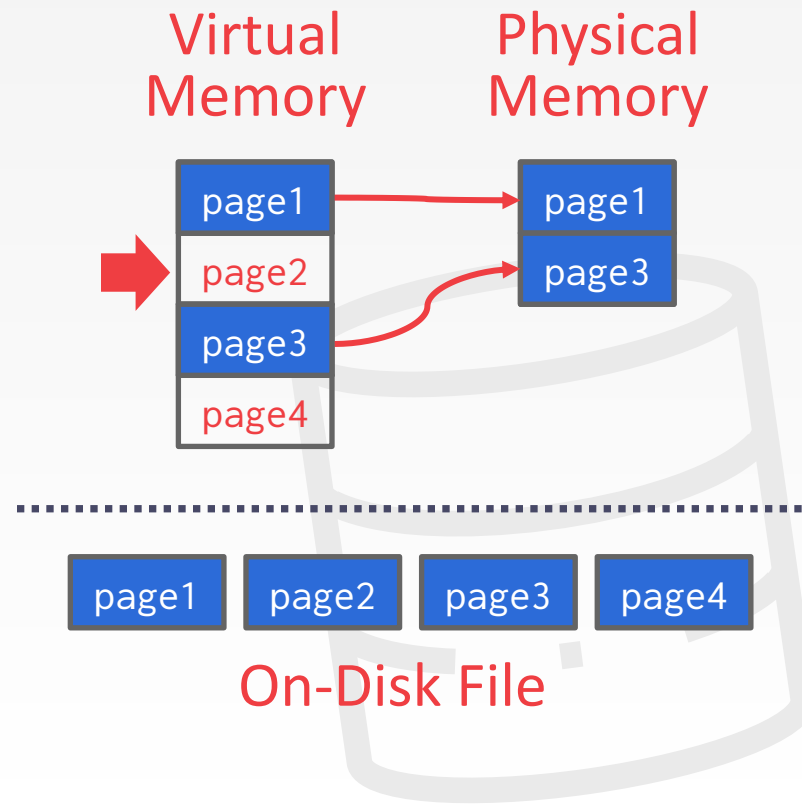 Virtual
Memory
Physical
Memory
page1
page2
page3
page4
page1
page3
page1 page2 page3 page4
On-Disk File